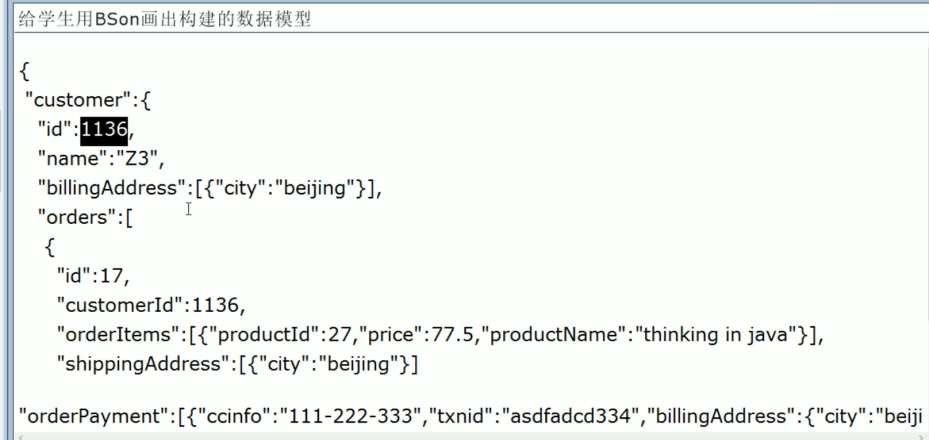 给学生用BSon画出构建的数据模型
{
"customer":{
"id":1136,
"name":"Z3",
"billingAddress":[{"city":"beijing"}],
"orders":[
{
"id":17,
"customerId":1136,
"orderItems":[{"productId":27,"price":77.5,"productName":"thinking in java"}],
"shippingAddress":[{"city":"beijing"}]
"orderPayment":[{"ccinfo":"111-222-333","txnid":"asdfadcd334","billingAddress":{"city":"beiji